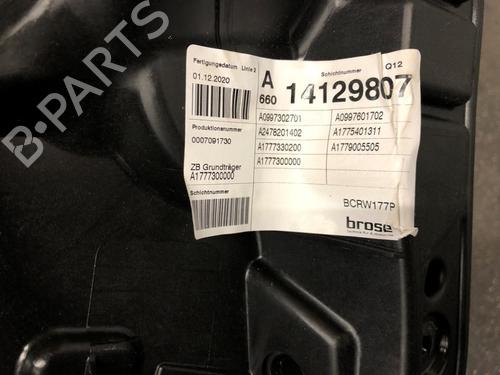 B-PARTS
Fertigungsdatum Linie 2
01.12.2020
Produktionsnummer
0007091730
ZB Grundträger
A1777300000
Schichtnummer
A
660
Schichtnummer
Q12
14129807
A0997302701 A0997601702
A2478201402 A1775401311
A1777330200 A1779005505
A1777300000
BCRW177P
brose